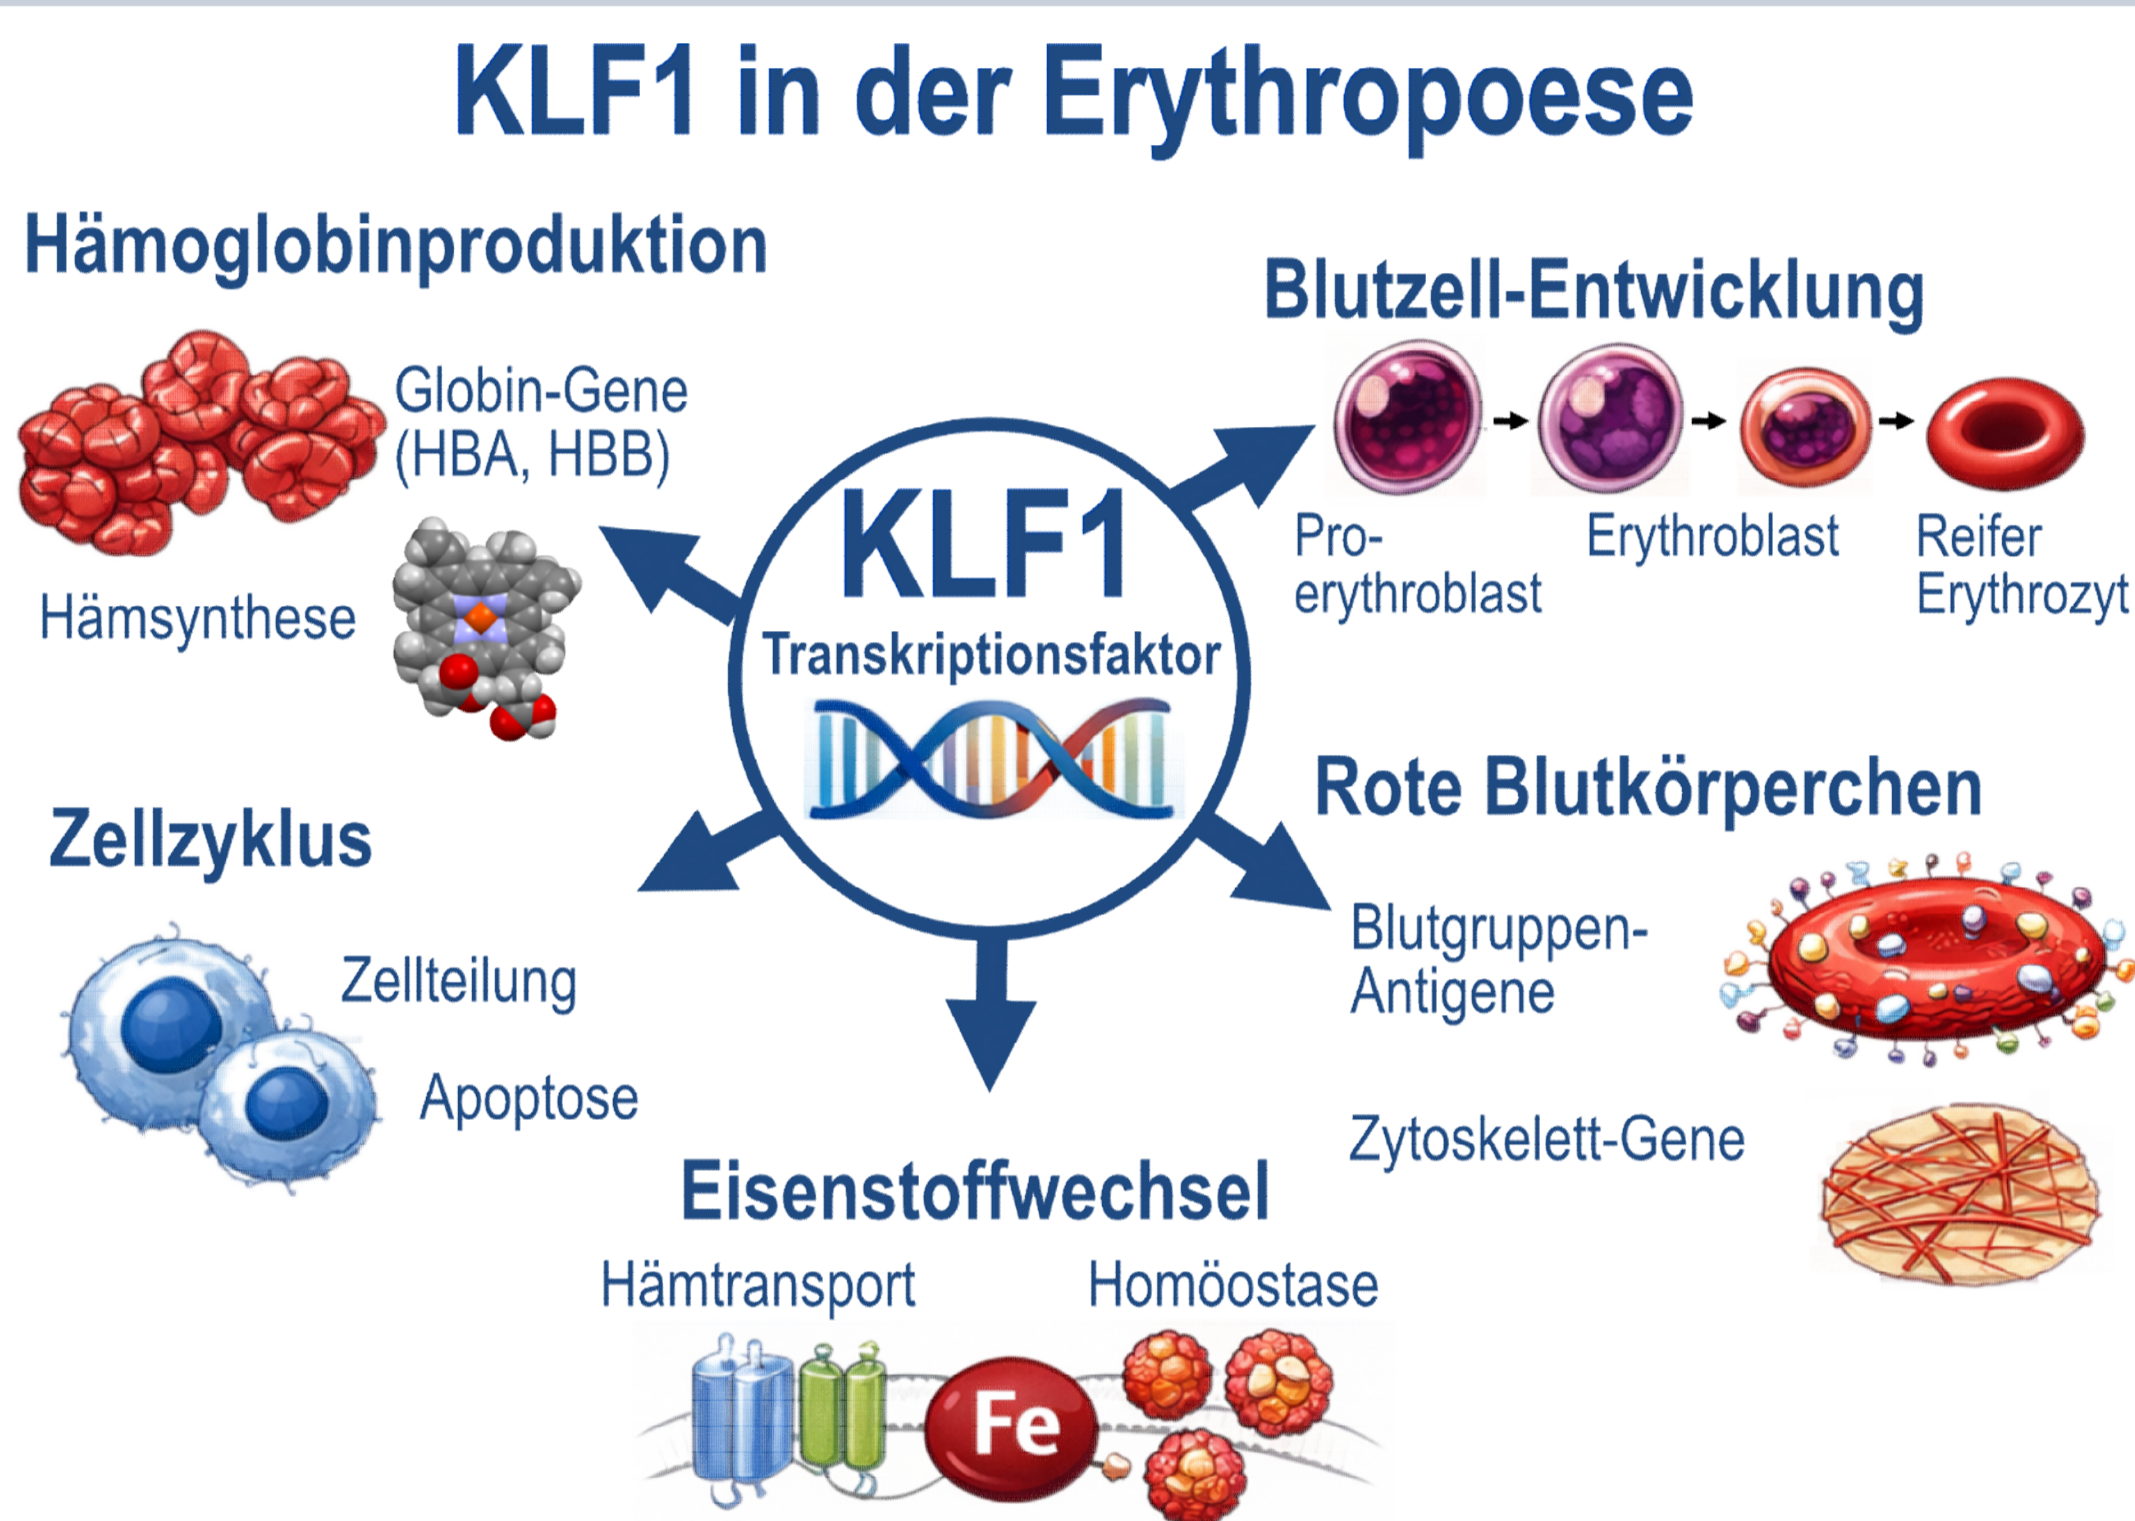 KLF1 in der Erythropoese
Hämoglobinproduktion
Globin-Gene
(HBA, HBB)
Hämsynthese
Blutzell-Entwicklung
Pro-
erythroblast
Erythroblast
Reifer
Erythrozyt
KLF1
Transkriptionsfaktor
Zellzyklus
Zellteilung
Apoptose
Rote Blutkörperchen
Blutgruppen-
Antigene
Zytoskelett-Gene
Eisenstoffwechsel
Hämtransport
Homöostase
Fe